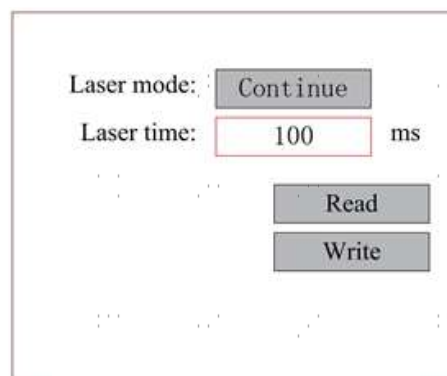 Laser mode: Continue
Laser time: 100 ms
Read
Write